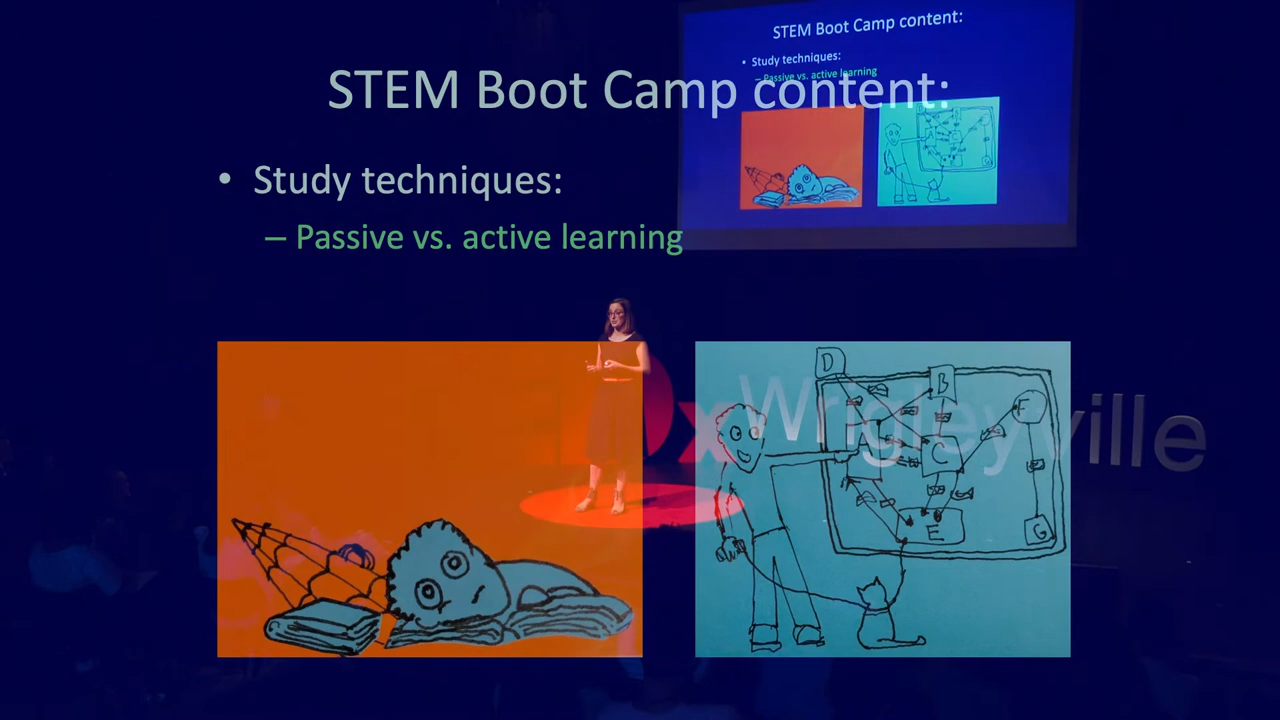 STEM Boot Camp content:
• Study techniques:
– Passive vs. active learning
STEM Boot Camp content:
• Study techniques:
– Passive vs. active learning
D
B
F
C
E
G
x Wrigleyville